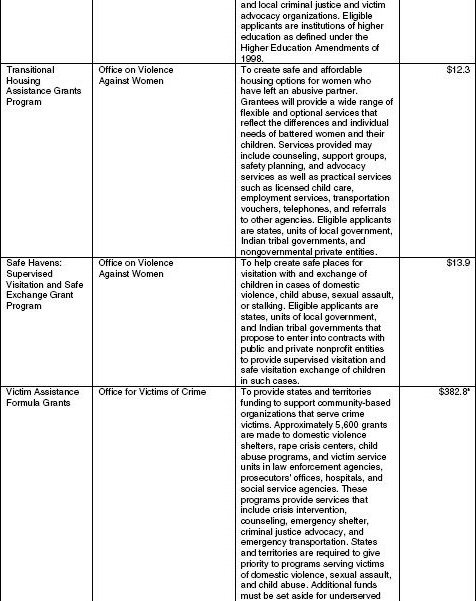 and local criminal justice and victim
advocacy organizations. Eligible
applicants are institutions of higher
education as defined under the
Higher Education Amendments of
1998.
Transitional
Housing
Assistance Grants
Program
Office on Violence
Against Women
To create safe and affordable
housing options for women who
have left an abusive partner.
Grantees will provide a wide range of
flexible and optional services that
reflect the differences and individual
needs of battered women and their
children. Services provided may
include counseling, support groups,
safety planning, and advocacy
services as well as practical services
such as licensed child care,
employment services, transportation
vouchers, telephones, and referrals
to other agencies. Eligible applicants
are states, units of local government,
Indian tribal governments, and
nongovernmental private entities.
$12.3
Safe Havens:
Supervised
Visitation and Safe
Exchange Grant
Program
Office on Violence
Against Women
To help create safe places for
visitation with and exchange of
children in cases of domestic
violence, child abuse, sexual assault,
or stalking. Eligible applicants are
states, units of local government,
and Indian tribal governments that
propose to enter into contracts with
public and private nonprofit entities
to provide supervised visitation and
safe visitation exchange of children
in such cases.
$13.9
Victim Assistance
Formula Grants
Office for Victims of Crime
To provide states and territories
funding to support community-based
organizations that serve crime
victims. Approximately 5,600 grants
are made to domestic violence
shelters, rape crisis centers, child
abuse programs, and victim service
units in law enforcement agencies,
prosecutors' offices, hospitals, and
social service agencies. These
programs provide services that
include crisis intervention,
counseling, emergency shelter,
criminal justice advocacy, and
emergency transportation. States
and territories are required to give
priority to programs serving victims
of domestic violence, sexual assault,
and child abuse. Additional funds
must be set aside for underserved
$382.8*